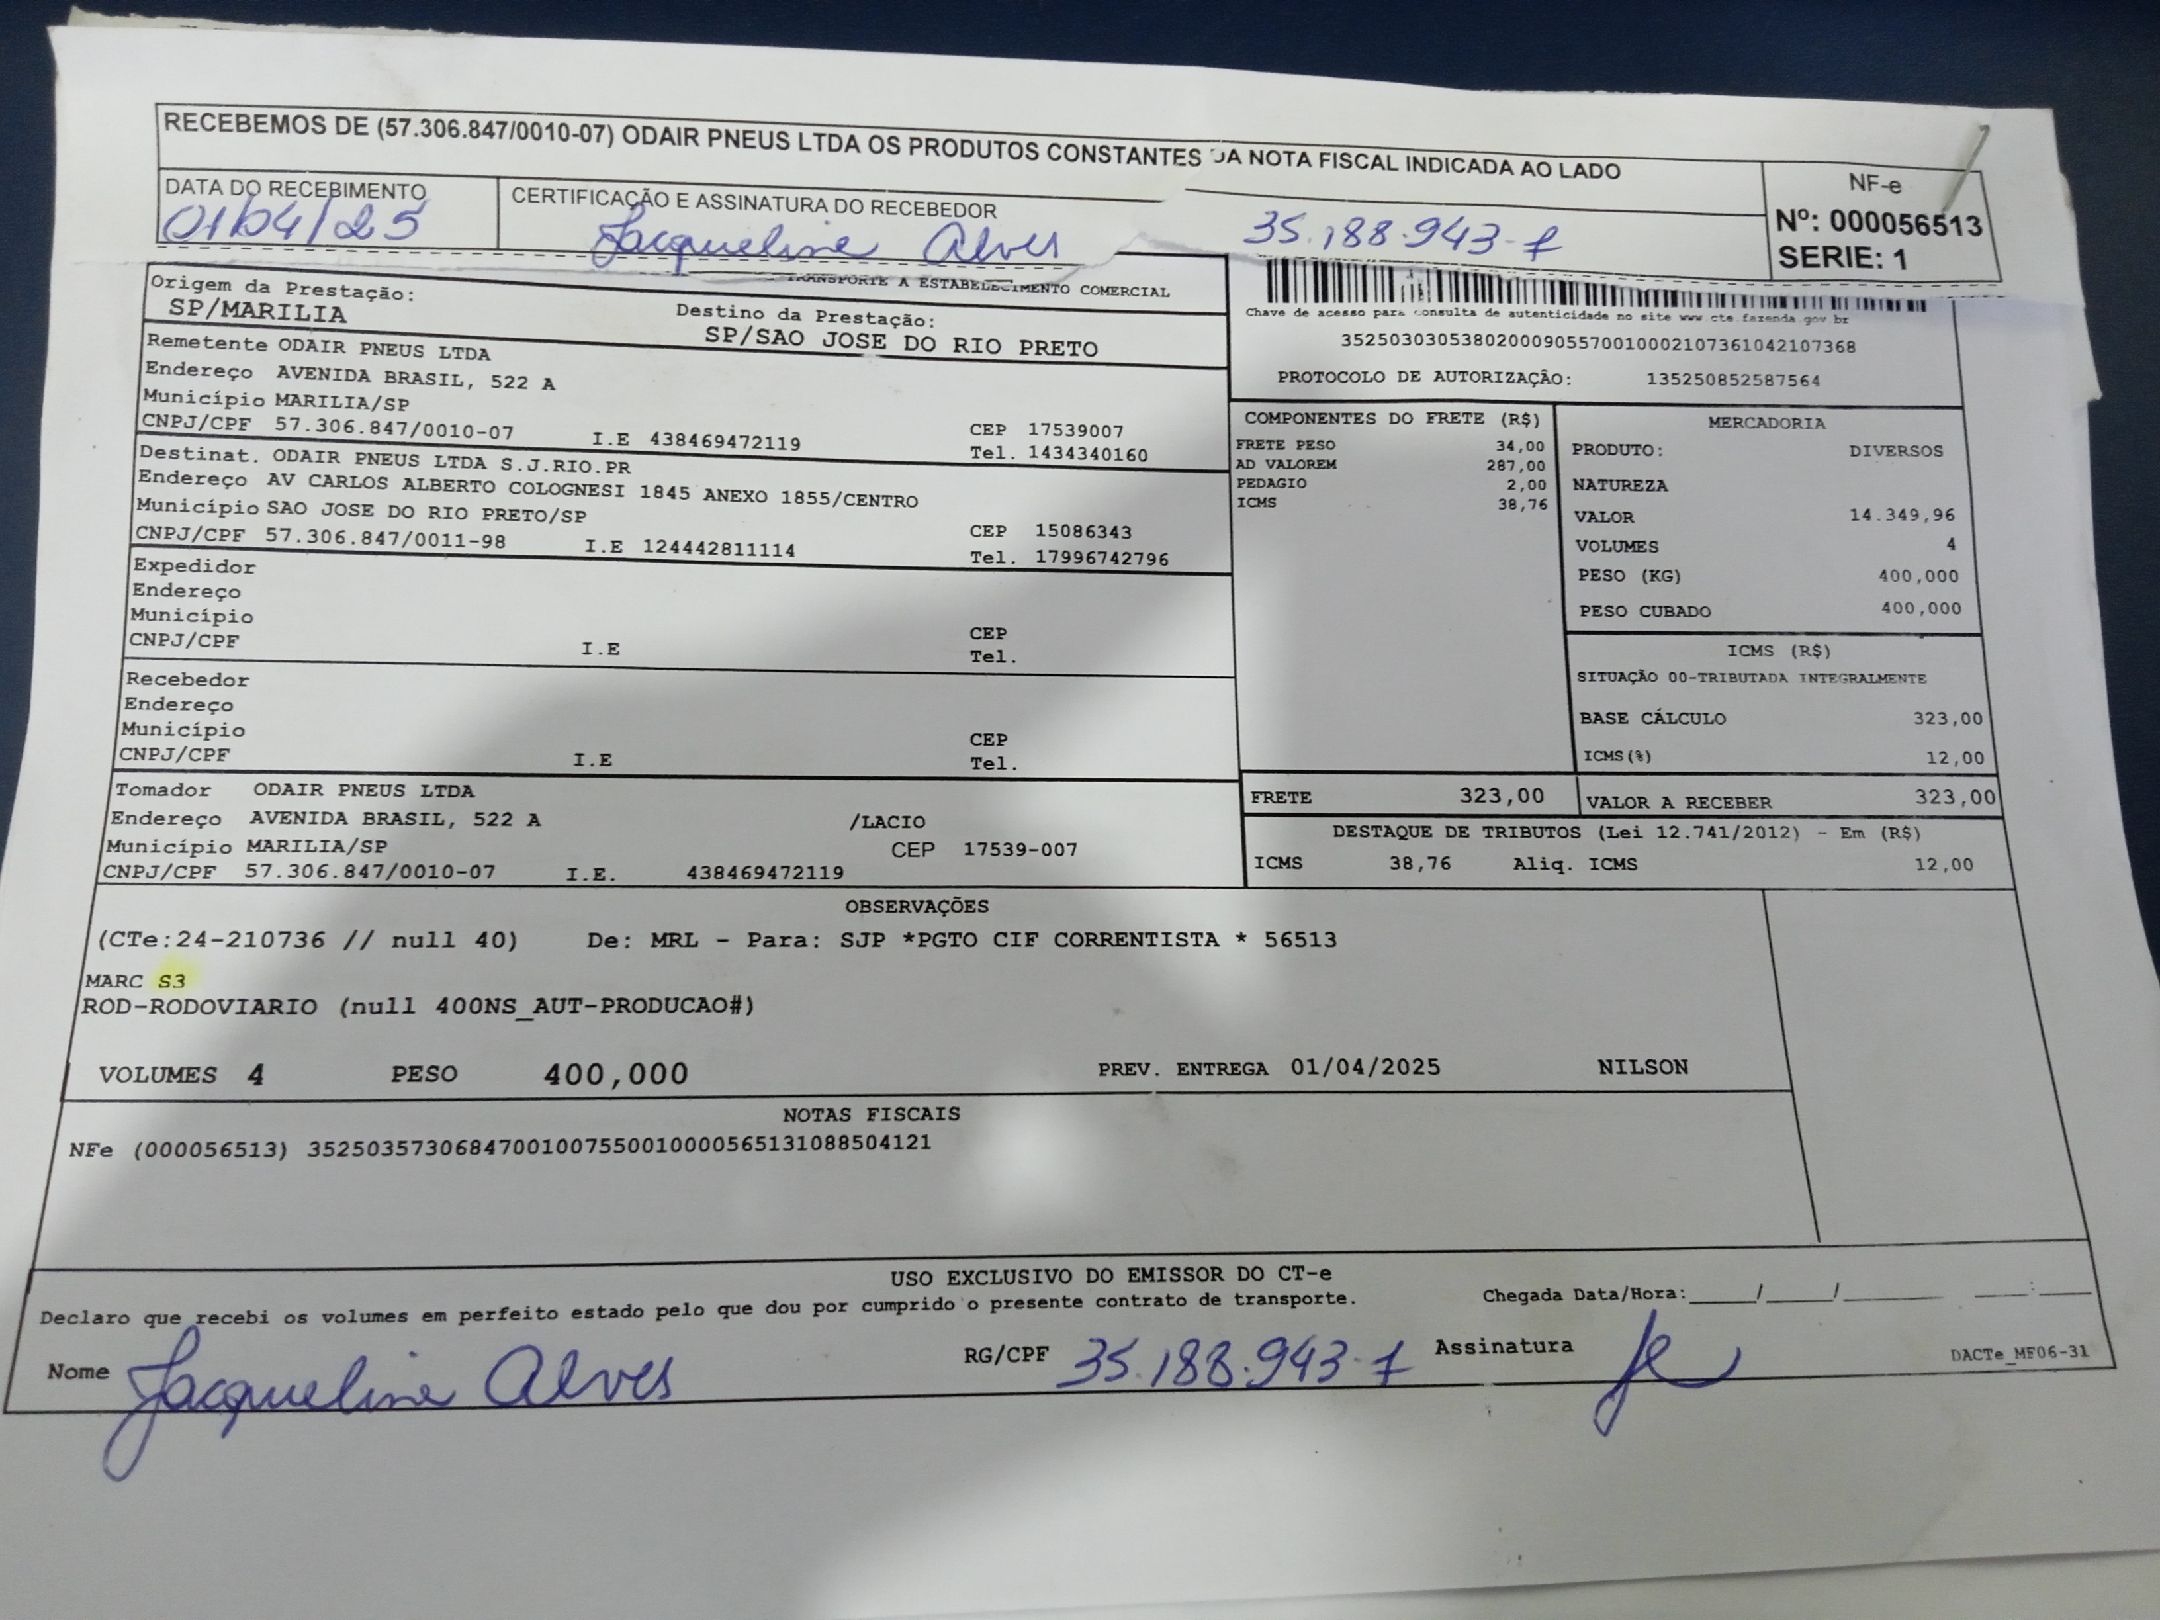 RECEBEMOS DE (57.306.847/0010-07) ODAIR PNEUS LTDA OS PRODUTOS CONSTANTES DA NOTA FISCAL INDICADA AO LADO
NF-e
Nº: 000056513
SERIE: 1
DATA DO RECEBIMENTO
01/04/25
CERTIFICAÇÃO E ASSINATURA DO RECEBEDOR
Jacqueline Alves 35.188.943-1
TRANSPORTE A ESTABELECIMENTO COMERCIAL
Origem da Prestação:
SP/MARILIA
Destino da Prestação:
SP/SAO JOSE DO RIO PRETO
Chave de acesso para consulta de autenticidade no site www.cte.fazenda.gov.br
35250303053802000905570010002107361042107368
PROTOCOLO DE AUTORIZAÇÃO: 135250852587564
Remetente ODAIR PNEUS LTDA
Endereço AVENIDA BRASIL, 522 A
Município MARILIA/SP CEP 17539007
CNPJ/CPF 57.306.847/0010-07 I.E 438469472119 Tel. 1434340160
Destinat. ODAIR PNEUS LTDA S.J.RIO.PR
Endereço AV CARLOS ALBERTO COLOGNESI 1845 ANEXO 1855/CENTRO
Município SAO JOSE DO RIO PRETO/SP CEP 15086343
CNPJ/CPF 57.306.847/0011-98 I.E 124442811114 Tel. 17996742796
Expedidor
Endereço
Município CEP
CNPJ/CPF I.E Tel.
Recebedor
Endereço
Município CEP
CNPJ/CPF I.E Tel.
Tomador ODAIR PNEUS LTDA
Endereço AVENIDA BRASIL, 522 A /LACIO
Município MARILIA/SP CEP 17539-007
CNPJ/CPF 57.306.847/0010-07 I.E. 438469472119
COMPONENTES DO FRETE (R$)
FRETE PESO 34,00
AD VALOREM 287,00
PEDAGIO 2,00
ICMS 38,76
MERCADORIA
PRODUTO: DIVERSOS
NATUREZA
VALOR 14.349,96
VOLUMES 4
PESO (KG) 400,000
PESO CUBADO 400,000
ICMS (R$)
SITUAÇÃO 00-TRIBUTADA INTEGRALMENTE
BASE CÁLCULO 323,00
ICMS(%) 12,00
FRETE 323,00 VALOR A RECEBER 323,00
DESTAQUE DE TRIBUTOS (Lei 12.741/2012) - Em (R$)
ICMS 38,76 Aliq. ICMS 12,00
OBSERVAÇÕES
(CTe:24-210736 // null 40) De: MRL - Para: SJP *PGTO CIF CORRENTISTA * 56513
MARC S3
ROD-RODOVIARIO (null 400NS_AUT-PRODUCAO#)
VOLUMES 4 PESO 400,000 PREV. ENTREGA 01/04/2025 NILSON
NOTAS FISCAIS
NFe (000056513) 35250357306847001007550010000565131088504121
USO EXCLUSIVO DO EMISSOR DO CT-e
Declaro que recebi os volumes em perfeito estado pelo que dou por cumprido o presente contrato de transporte. Chegada Data/Hora:____/____/______ ____:____
Nome Jacqueline Alves RG/CPF 35.188.943-1 Assinatura
DACTe_MF06-31